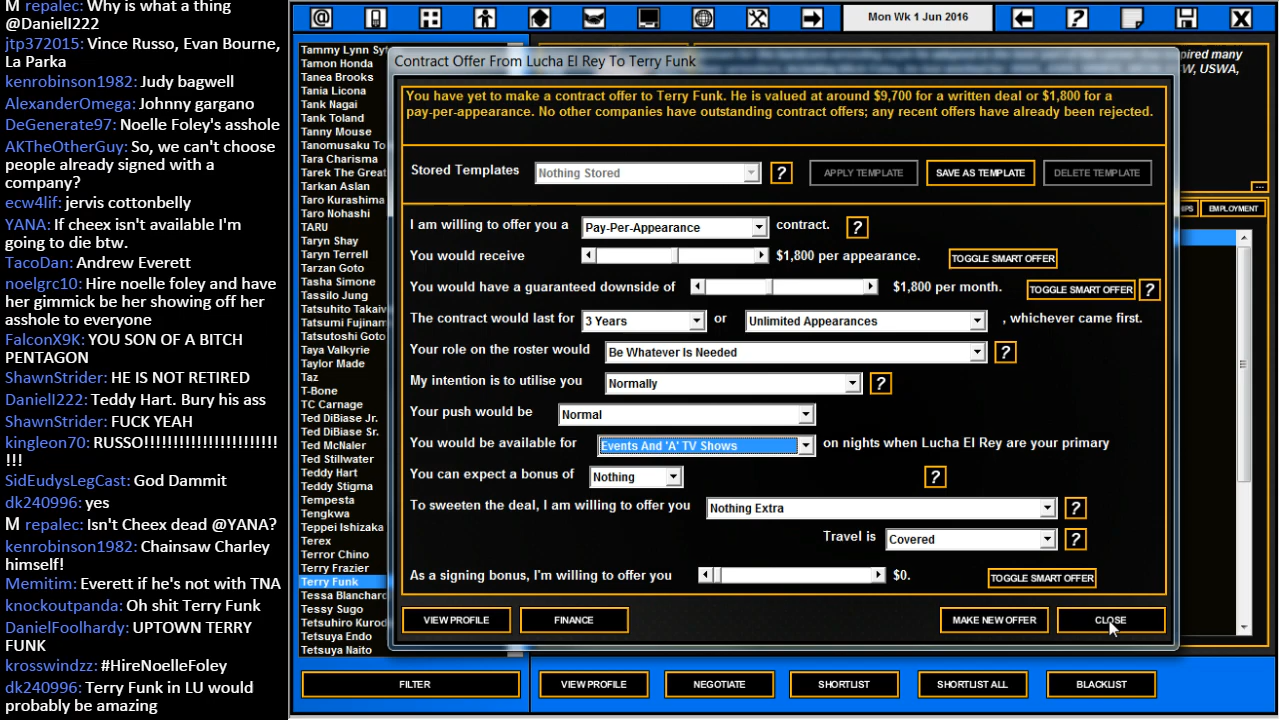 M repalec: Why is what a thing
@Daniel222
jtp372015: Vince Russo, Evan Bourne,
La Parka
kenrobinson1982: Judy bagwell
AlexanderOmega: Johnny gargano
DeGenerate97: Noelle Foley's asshole
AKTheOtherGuy: So, we can't choose
people already signed with a
company?
ecw4lif: jervis cottonbelly
YANA: If cheex isn't available I'm
going to die btw.
TacoDan: Andrew Everett
noelgrc10: Hire noelle foley and have
her gimmick be her showing off her
asshole to everyone
FalconX9K: YOU SON OF A BITCH
PENTAGON
ShawnStrider: HE IS NOT RETIRED
Daniel222: Teddy Hart. Bury his ass
ShawnStrider: FUCK YEAH
kingleon70: RUSSO!!!!!!!!!!!!!!!!!!!!!!!
!!!
SidEudysLegCast: God Dammit
dk240996: yes
M repalec: Isn't Cheex dead @YANA?
kenrobinson1982: Chainsaw Charley
himself!
Memitim: Everett if he's not with TNA
knockoutpanda: Oh shit Terry Funk
DanielFoolhardy: UPTOWN TERRY
FUNK
krosswindzz: #HireNoelleFoley
dk240996: Terry Funk in LU would
probably be amazing
Mon Wk 1 Jun 2016
Tammy Lynn Sy
Tamon Honda
Tanea Brooks
Tania Licona
Tank Nagai
Tank Toland
Tanny Mouse
Tanomusaku To
Tara Charisma
Tarek The Great
Tarkan Aslan
Taro Kurashima
Taro Nohashi
TARU
Taryn Shay
Taryn Terrell
Tarzan Goto
Tasha Simone
Tassilo Jung
Tatsuhito Takaiv
Tatsumi Fujinam
Tatsutoshi Goto
Taya Valkyrie
Taylor Made
Taz
T-Bone
TC Carnage
Ted DiBiase Jr.
Ted DiBiase Sr.
Ted McNaler
Ted Stillwater
Teddy Hart
Teddy Stigma
Tempesta
Tengkwa
Teppei Ishizaka
Terex
Terror Chino
Terry Frazier
Terry Funk
Tessa Blanchard
Tessy Sugo
Tetsuhiro Kurod
Tetsuya Endo
Tetsuya Naito
FILTER
Contract Offer From Lucha El Rey To Terry Funk
You have yet to make a contract offer to Terry Funk. He is valued at around $9,700 for a written deal or $1,800 for a
pay-per-appearance. No other companies have outstanding contract offers; any recent offers have already been rejected.
Stored Templates Nothing Stored ? APPLY TEMPLATE SAVE AS TEMPLATE DELETE TEMPLATE
I am willing to offer you a Pay-Per-Appearance contract. ?
You would receive $1,800 per appearance. TOGGLE SMART OFFER
You would have a guaranteed downside of $1,800 per month. TOGGLE SMART OFFER ?
The contract would last for 3 Years or Unlimited Appearances , whichever came first.
Your role on the roster would Be Whatever Is Needed ?
My intention is to utilise you Normally ?
Your push would be Normal
You would be available for Events And 'A' TV Shows on nights when Lucha El Rey are your primary
You can expect a bonus of Nothing ?
To sweeten the deal, I am willing to offer you Nothing Extra ?
Travel is Covered ?
As a signing bonus, I'm willing to offer you $0. TOGGLE SMART OFFER
VIEW PROFILE FINANCE MAKE NEW OFFER CLOSE
spired many
W, USWA,
...
IPS EMPLOYMENT
VIEW PROFILE NEGOTIATE SHORTLIST SHORTLIST ALL BLACKLIST